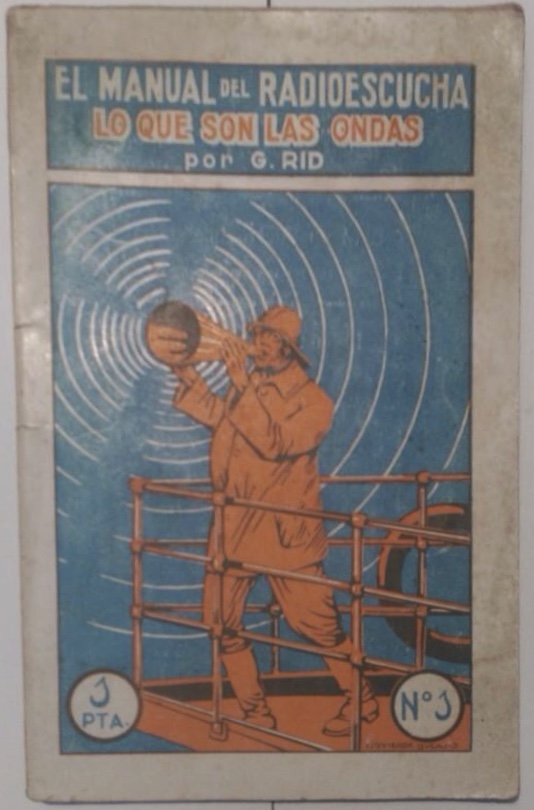 EL MANUAL DEL RADIOESCUCHA
LO QUE SON LAS ONDAS
por G. RID
1
PTA.
Nº 1